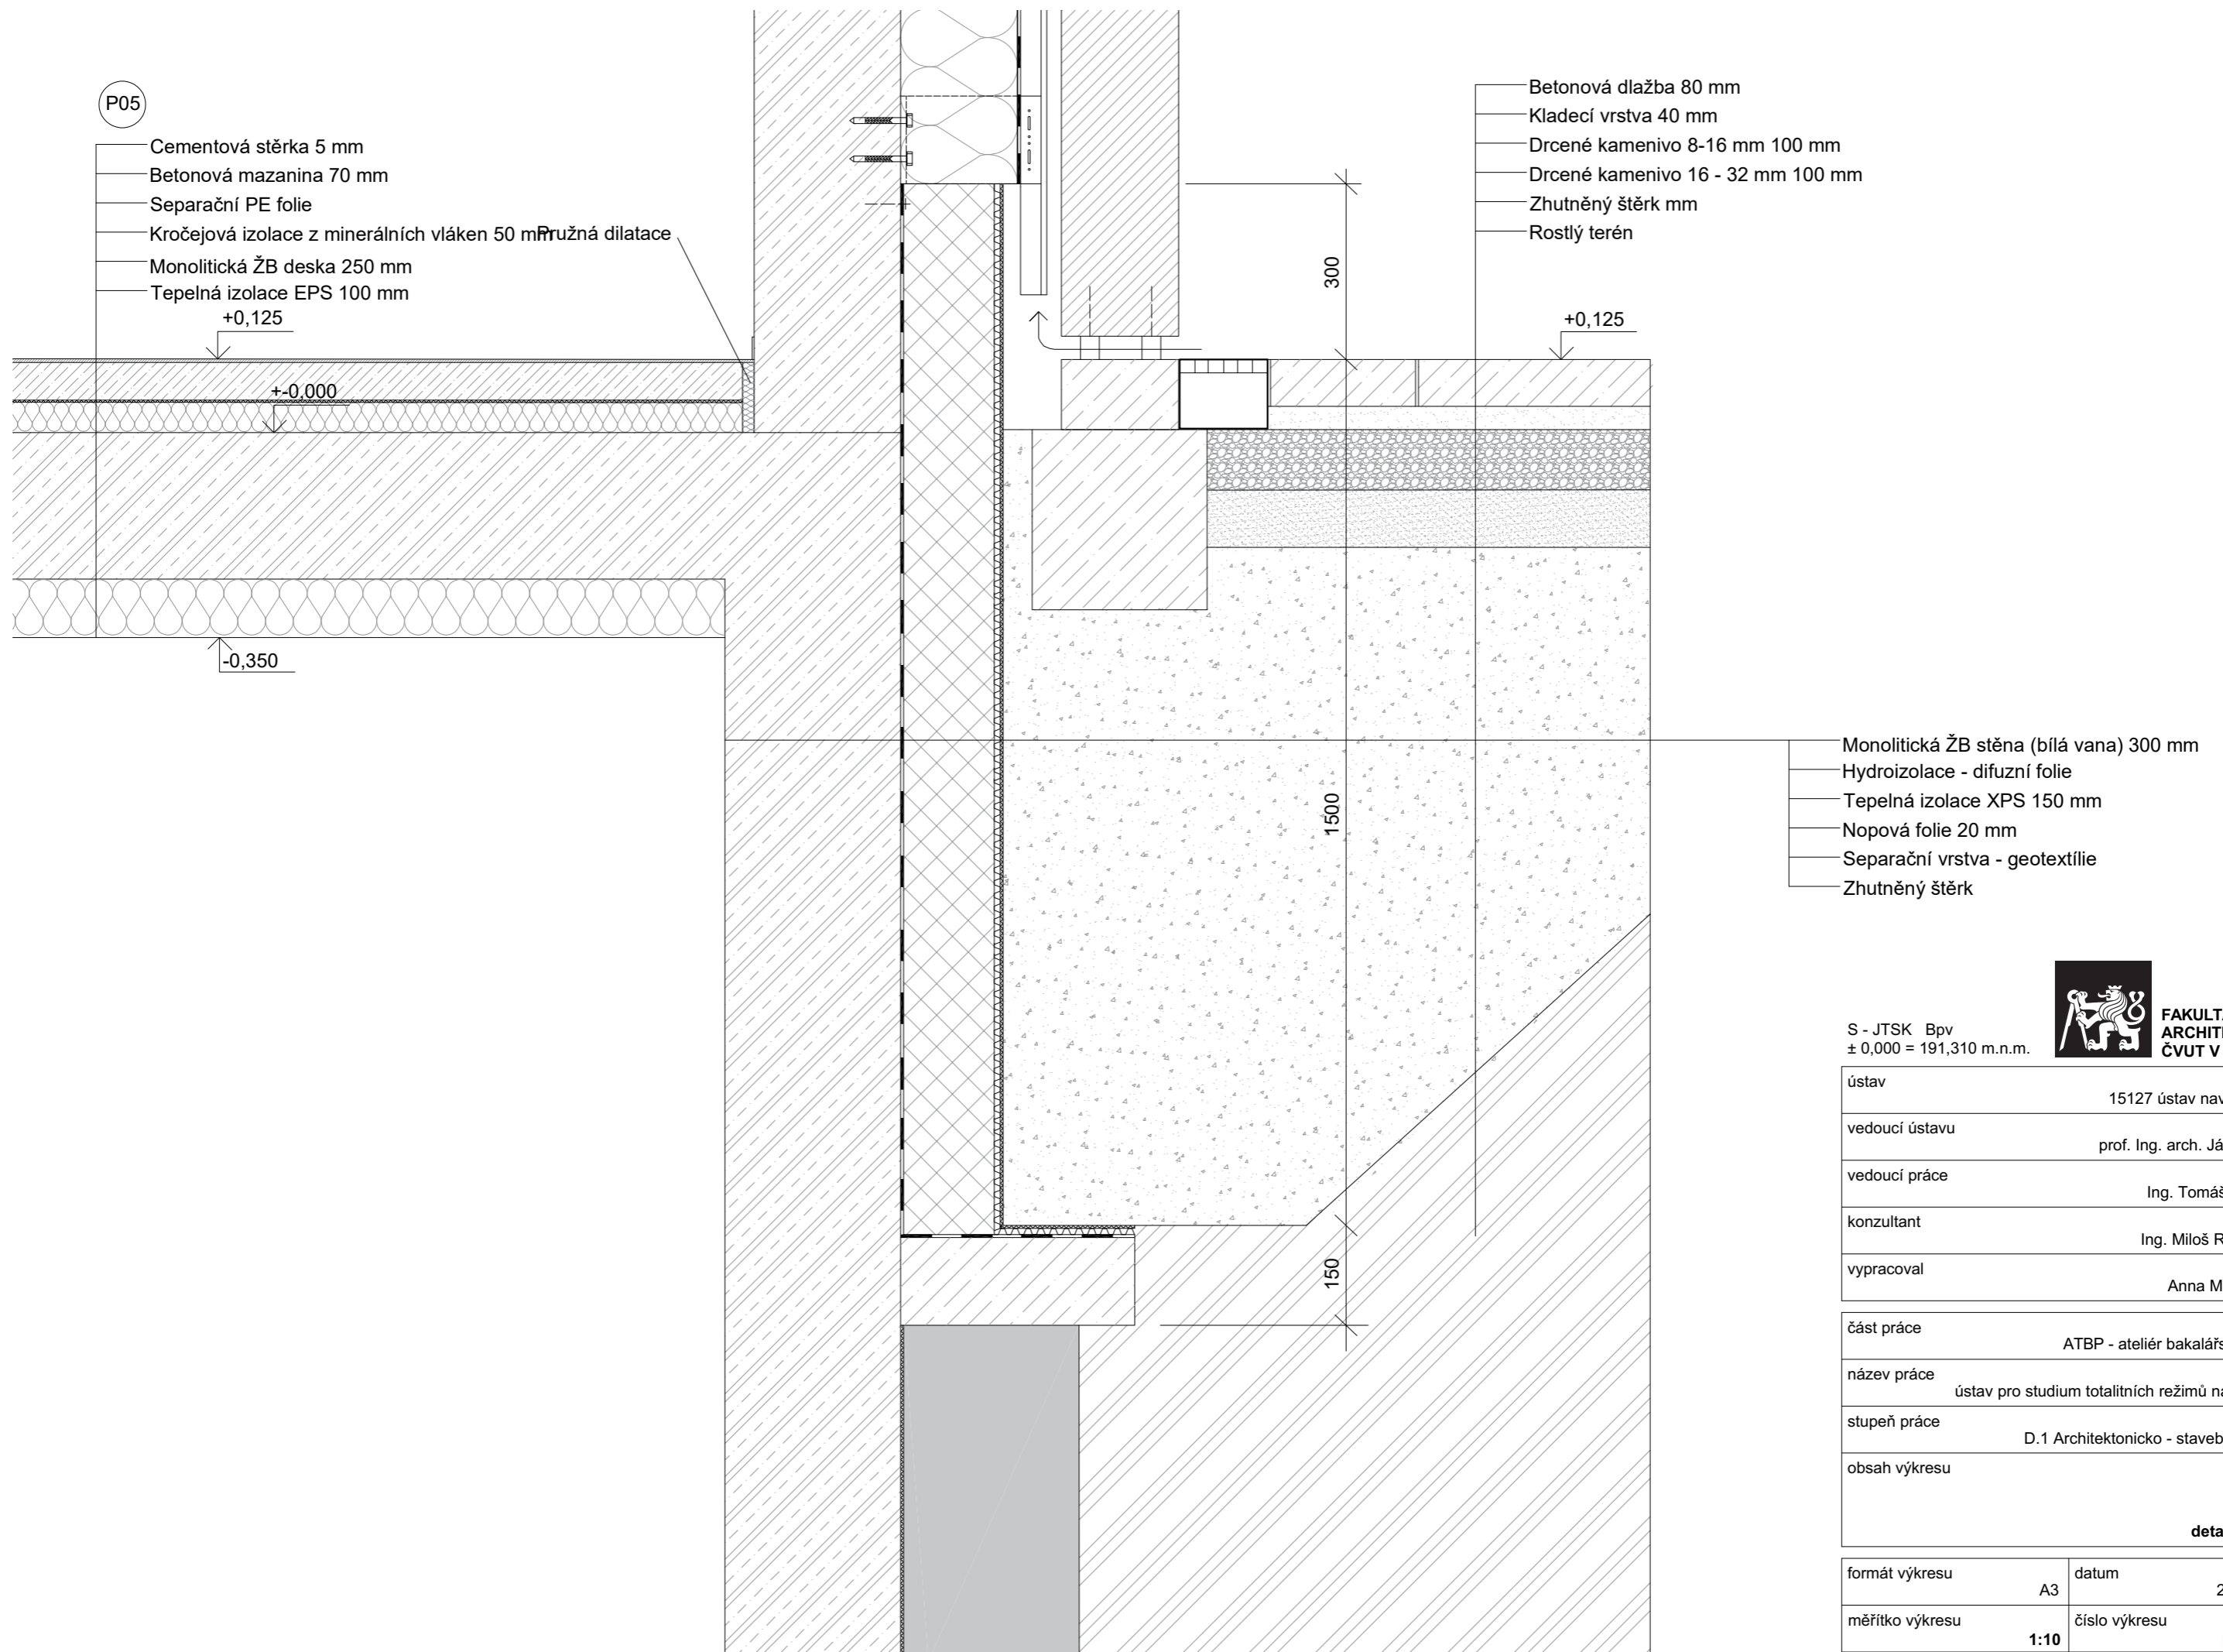 P05
Cementová stěrka 5 mm
Betonová mazanina 70 mm
Separační PE folie
Kročejová izolace z minerálních vláken 50 mm
Pružná dilatace
Monolitická ŽB deska 250 mm
Tepelná izolace EPS 100 mm
+0,125
+-0,000
-0,350
Betonová dlažba 80 mm
Kladecí vrstva 40 mm
Drcené kamenivo 8-16 mm 100 mm
Drcené kamenivo 16 - 32 mm 100 mm
Zhutněný štěrk mm
Rostlý terén
300
+0,125
1500
150
Monolitická ŽB stěna (bílá vana) 300 mm
Hydroizolace - difuzní folie
Tepelná izolace XPS 150 mm
Nopová folie 20 mm
Separační vrstva - geotextílie
Zhutněný štěrk
S - JTSK Bpv
± 0,000 = 191,310 m.n.m.
FAKULTA
ARCHIT
ČVUT V
ústav
15127 ústav nav
vedoucí ústavu
prof. Ing. arch. Já
vedoucí práce
Ing. Tomáš
konzultant
Ing. Miloš R
vypracoval
Anna M
část práce
ATBP - ateliér bakalářs
název práce
ústav pro studium totalitních režimů na
stupeň práce
D.1 Architektonicko - staveb
obsah výkresu
deta
formát výkresu
A3
datum
2
měřítko výkresu
1:10
číslo výkresu